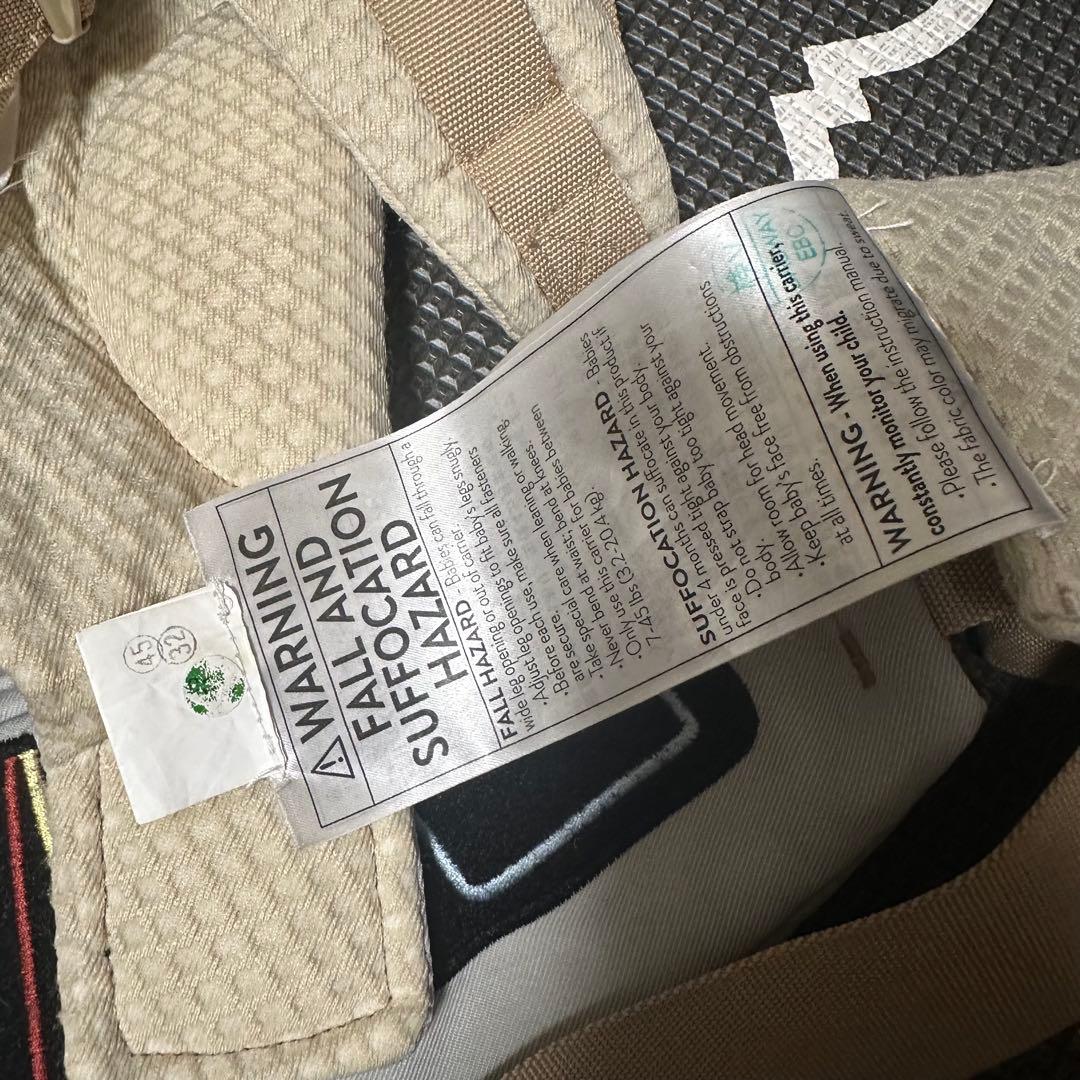 WARNING
FALL AND
SUFFOCATION
HAZARD
FALL HAZARD - Babies can fall through a
wide leg opening or our of carrier.
·Adjust leg openings to fit baby's legs snugly.
·Before each use, make sure all fasteners
are secure.
·Take special care when leaning or walking.
·Never bend at waist; bend at knees.
·Only use this carrier for babies between
7-45 lbs (3.2-20.4 kg).
SUFFOCATION HAZARD - Babies
under 4 months can suffocate in this product if
face is pressed tight against your body.
·Do not strap baby too tight against your
body.
·Allow room for head movement.
·Keep baby's face free from obstructions
at all times.
WARNING - When using this carrier,
constantly monitor your child.
·Please follow the instruction manual.
·The fabric color may migrate due to sweat
WAY
EBC
45
32